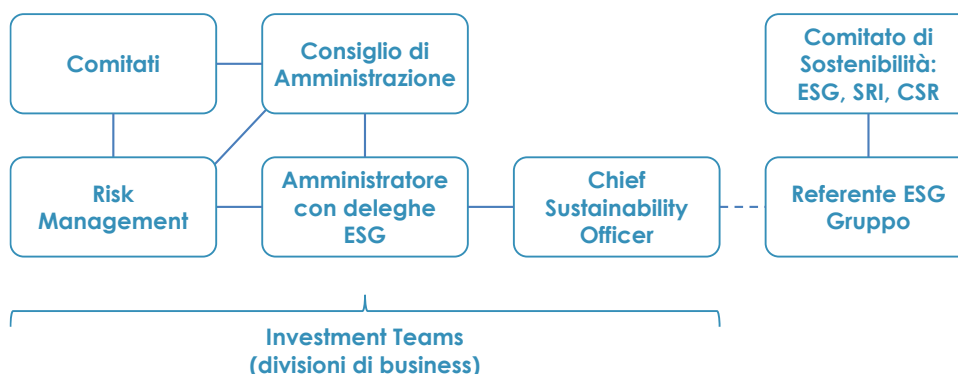 Comitati
Consiglio di
Amministrazione
Comitato di
Sostenibilità:
ESG, SRI, CSR
Risk
Management
Amministratore
con deleghe
ESG
Chief
Sustainability
Officer
Referente ESG
Gruppo
Investment Teams
(divisioni di business)